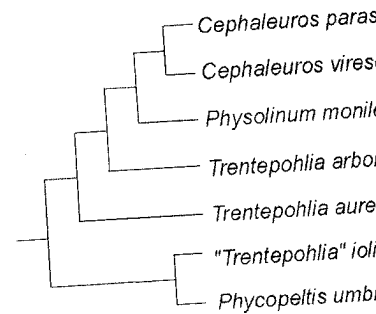 Cephaleuros paras
Cephaleuros viresc
Physolinum monile
Trentepohlia arbor
Trentepohlia aure
"Trentepohlia" ioli
Phycopeltis umbr